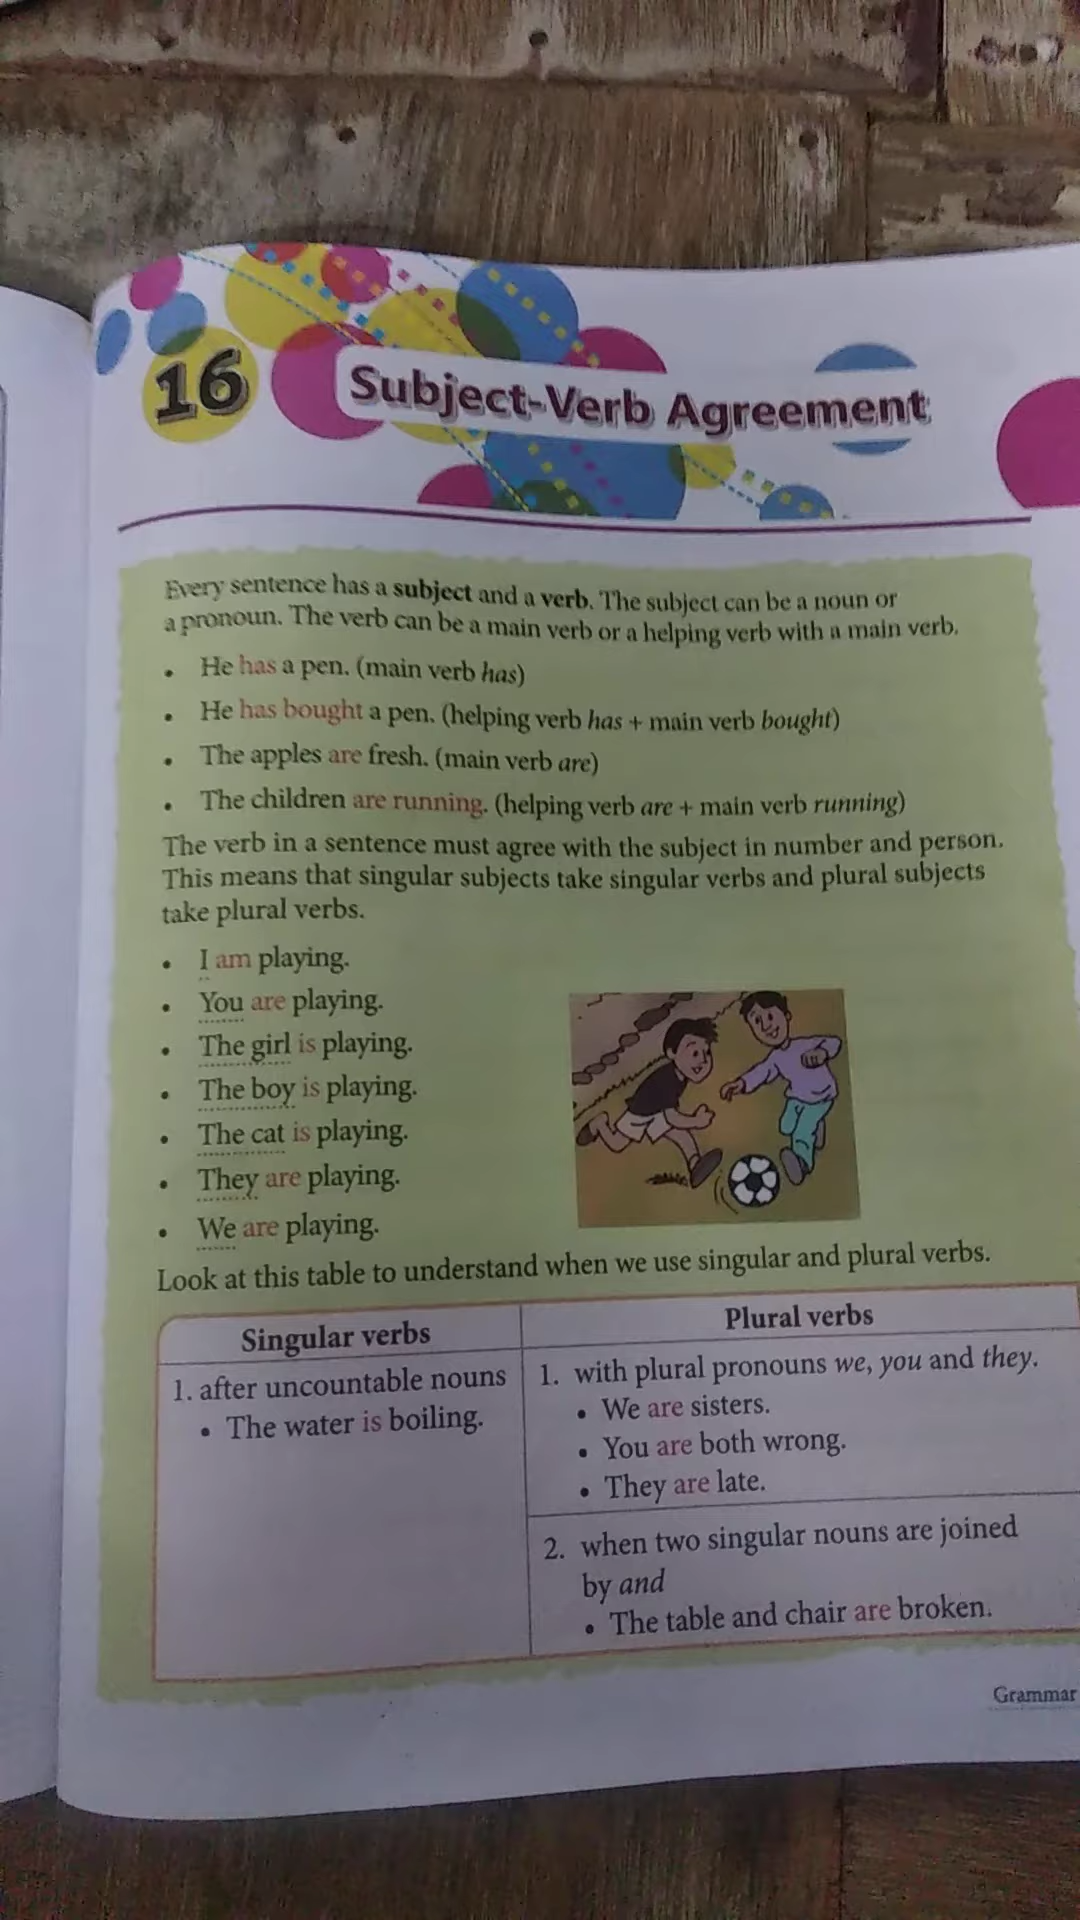 16
Subject-Verb Agreement
Every sentence has a subject and a verb. The subject can be a noun or
a pronoun. The verb can be a main verb or a helping verb with a main verb.
• He has a pen. (main verb has)
• He has bought a pen. (helping verb has + main verb bought)
• The apples are fresh. (main verb are)
• The children are running. (helping verb are + main verb running)
The verb in a sentence must agree with the subject in number and person.
This means that singular subjects take singular verbs and plural subjects
take plural verbs.
• I am playing.
• You are playing.
• The girl is playing.
• The boy is playing.
• The cat is playing.
• They are playing.
• We are playing.
Look at this table to understand when we use singular and plural verbs.
Singular verbs
1. after uncountable nouns
• The water is boiling.
Plural verbs
1. with plural pronouns we, you and they.
• We are sisters.
• You are both wrong.
• They are late.
2. when two singular nouns are joined
by and
• The table and chair are broken.
Grammar